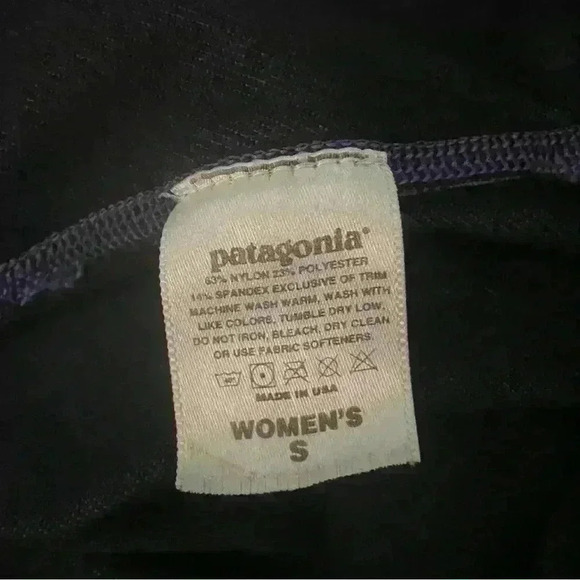 patagonia®
63% NYLON 23% POLYESTER
14% SPANDEX EXCLUSIVE OF TRIM
MACHINE WASH WARM, WASH WITH
LIKE COLORS, TUMBLE DRY LOW,
DO NOT IRON, BLEACH, DRY CLEAN
OR USE FABRIC SOFTENERS.
MADE IN USA
WOMEN'S
S